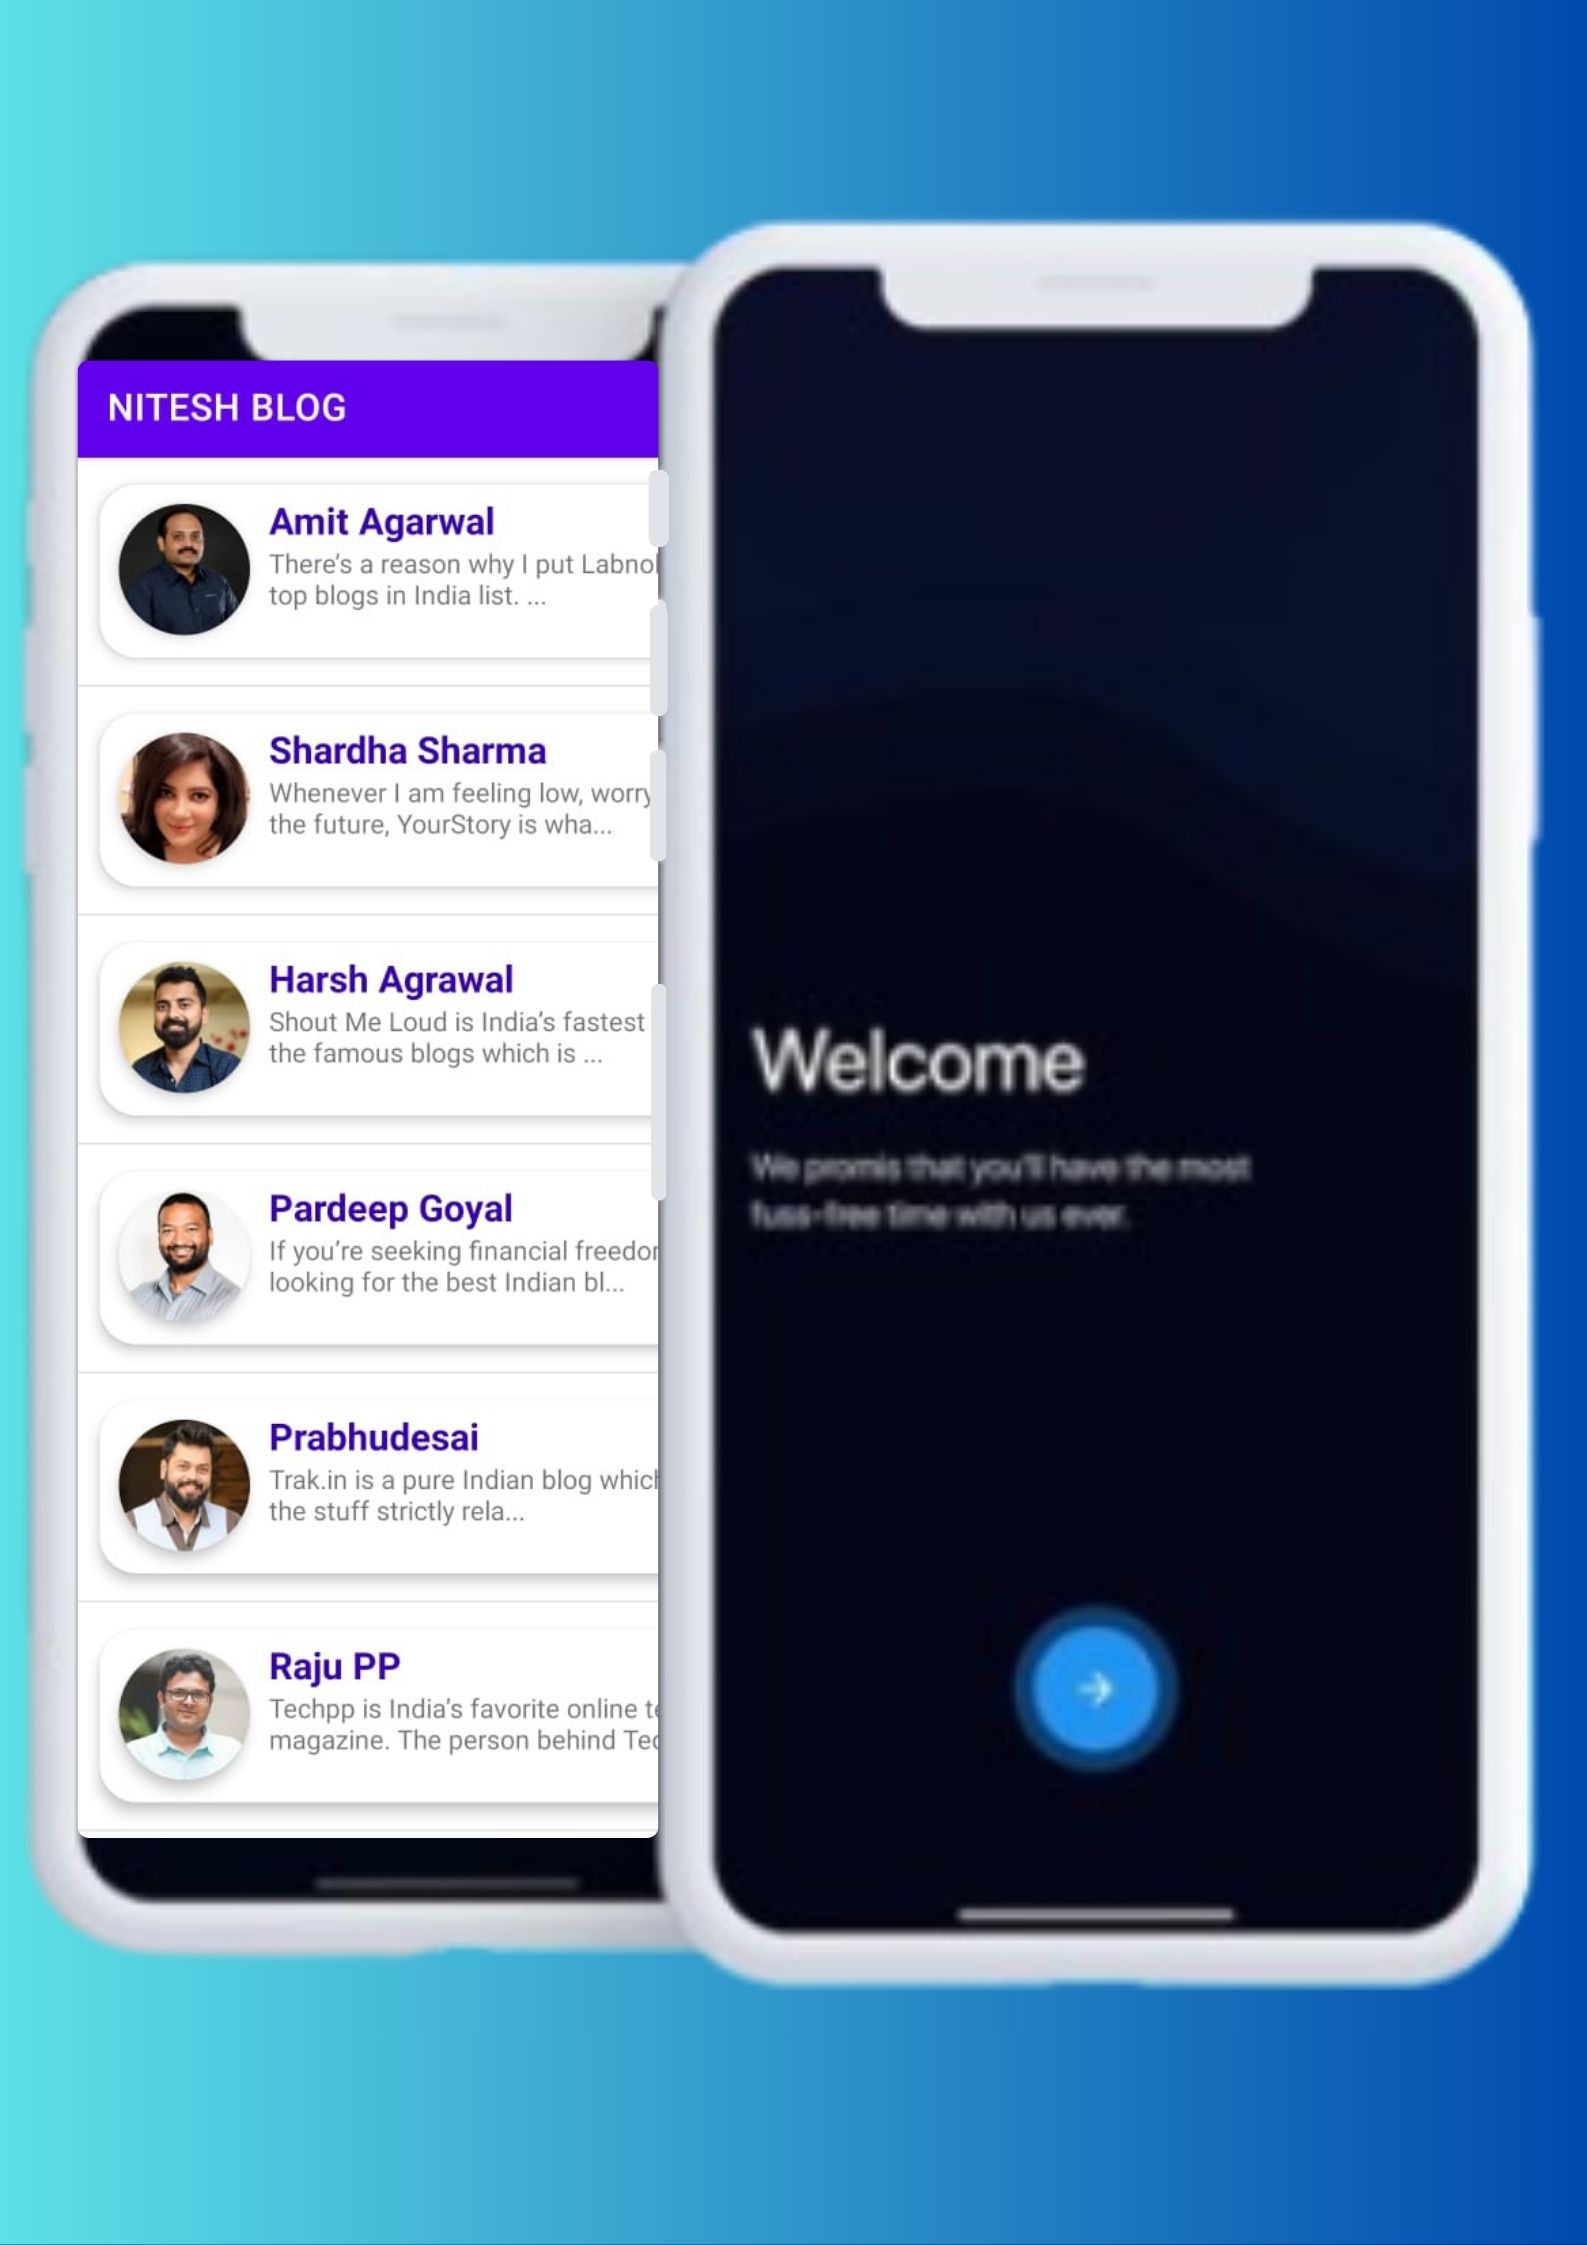 NITESH BLOG
Amit Agarwal
There's a reason why I put Labnol
top blogs in India list. ...
Shardha Sharma
Whenever I am feeling low, worry
the future, YourStory is wha...
Harsh Agrawal
Shout Me Loud is India's fastest
the famous blogs which is ...
Pardeep Goyal
If you're seeking financial freedom
looking for the best Indian bl...
Prabhudesai
Trak.in is a pure Indian blog which
the stuff strictly rela...
Raju PP
Techpp is India's favorite online te
magazine. The person behind Tec
Welcome
We promis that you'll have the most
fuss-free time with us ever.